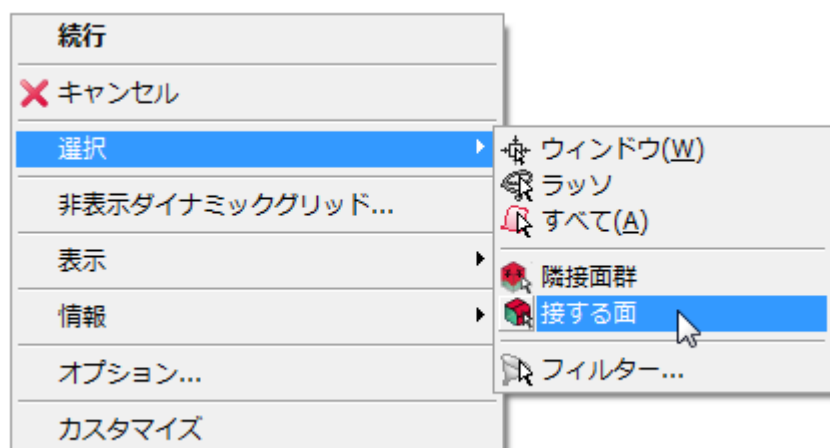 続行
キャンセル
選択
ウィンドウ(W)
ラッソ
すべて(A)
隣接面群
接する面
フィルター...
非表示ダイナミックグリッド...
表示
情報
オプション...
カスタマイズ